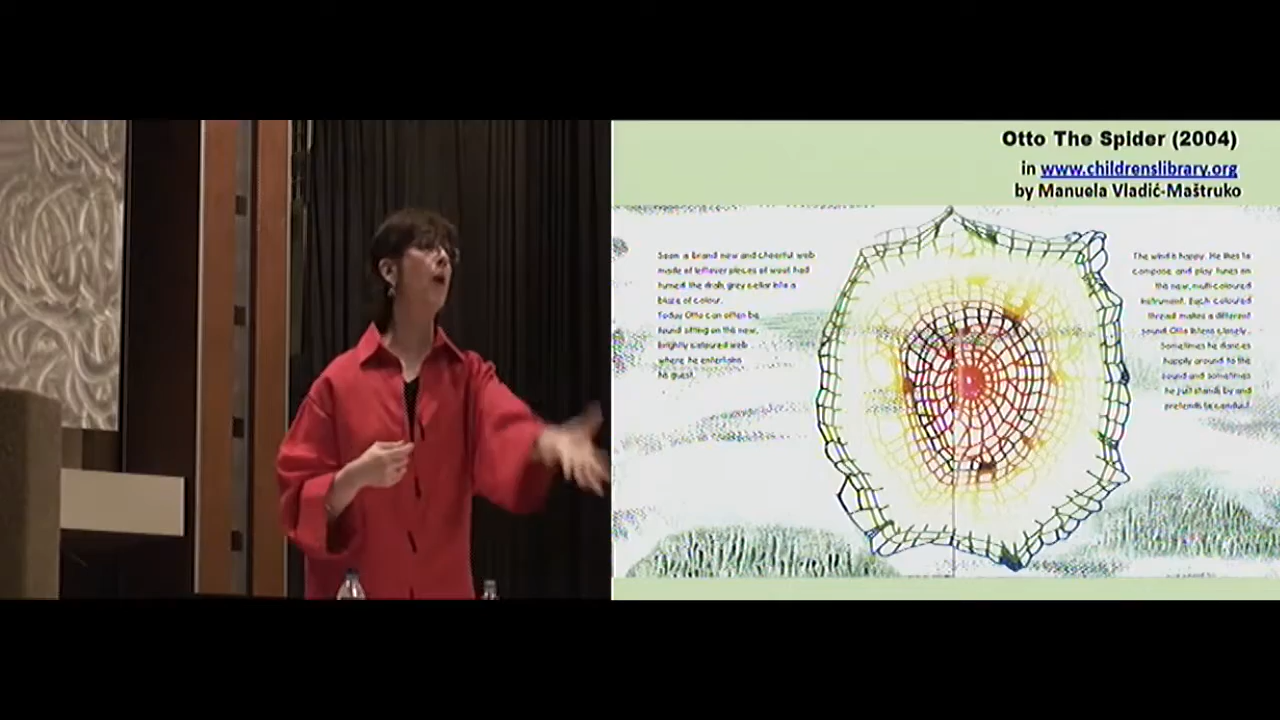 Otto The Spider (2004)
in www.childrenslibrary.org
by Manuela Vladić-Maštruko
Soon a brand new and cheerful web
made of leftover pieces of wool had
turned the drab, grey cellar into a
blaze of colour.
Today Otto can often be
found sitting on the new,
brightly coloured web
where he entertains
his guest.
The wind is happy. He likes to
compose and play tunes on
the new, multi-coloured
instrument. Each coloured
thread makes a different
sound. Otto listens closely.
Sometimes he dances
happily around to the
sound and sometimes
he just stands by and
pretends to conduct.